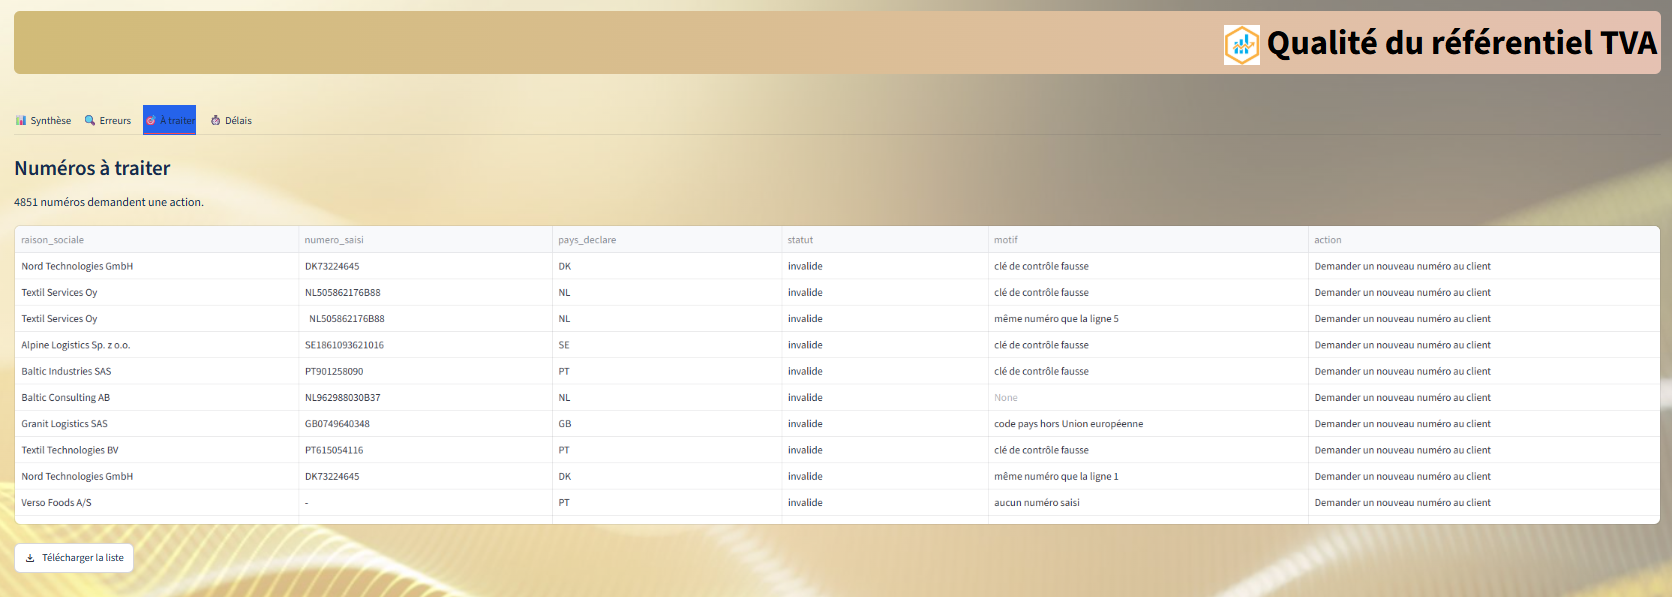 Qualité du référentiel TVA
Synthèse Erreurs À traiter Délais
Numéros à traiter
4851 numéros demandent une action.
raison_sociale numero_saisi pays_declare statut motif action
Nord Technologies GmbH DK73224645 DK invalide clé de contrôle fausse Demander un nouveau numéro au client
Textil Services Oy NL505862176B88 NL invalide clé de contrôle fausse Demander un nouveau numéro au client
Textil Services Oy NL505862176B88 NL invalide même numéro que la ligne 5 Demander un nouveau numéro au client
Alpine Logistics Sp. z o.o. SE1861093621016 SE invalide clé de contrôle fausse Demander un nouveau numéro au client
Baltic Industries SAS PT901258090 PT invalide clé de contrôle fausse Demander un nouveau numéro au client
Baltic Consulting AB NL962988030B37 NL invalide None Demander un nouveau numéro au client
Granit Logistics SAS GB0749640348 GB invalide code pays hors Union européenne Demander un nouveau numéro au client
Textil Technologies BV PT615054116 PT invalide clé de contrôle fausse Demander un nouveau numéro au client
Nord Technologies GmbH DK73224645 DK invalide même numéro que la ligne 1 Demander un nouveau numéro au client
Verso Foods A/S - PT invalide aucun numéro saisi Demander un nouveau numéro au client
Télécharger la liste